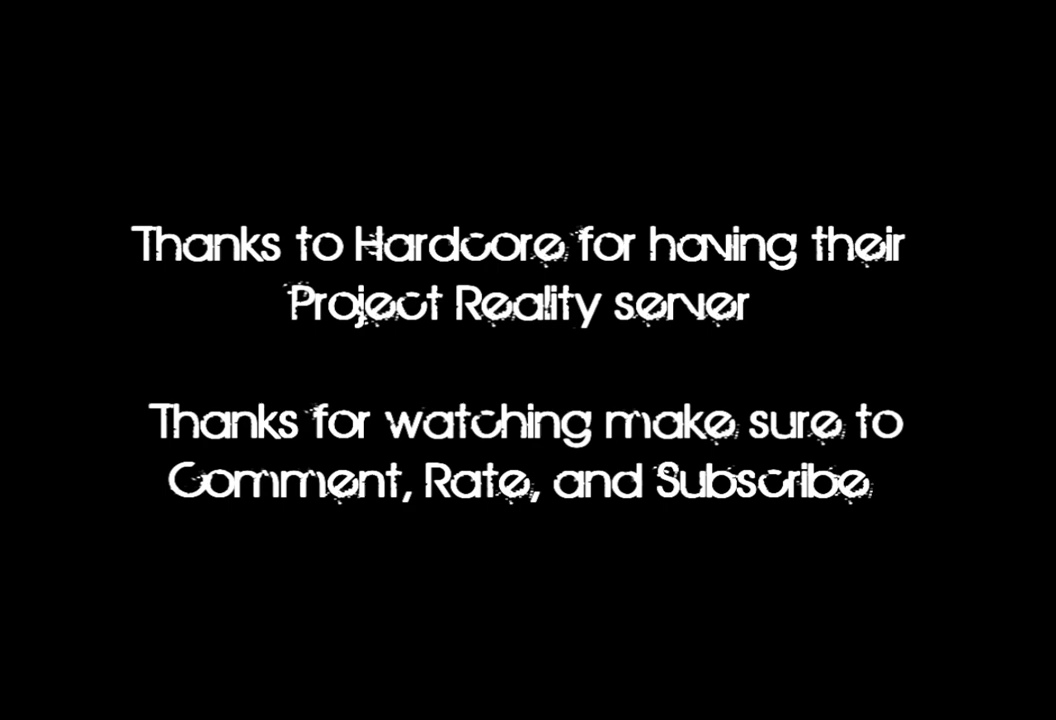 Thanks to Hardcore for having their
Project Reality server
Thanks for watching make sure to
Comment, Rate, and Subscribe